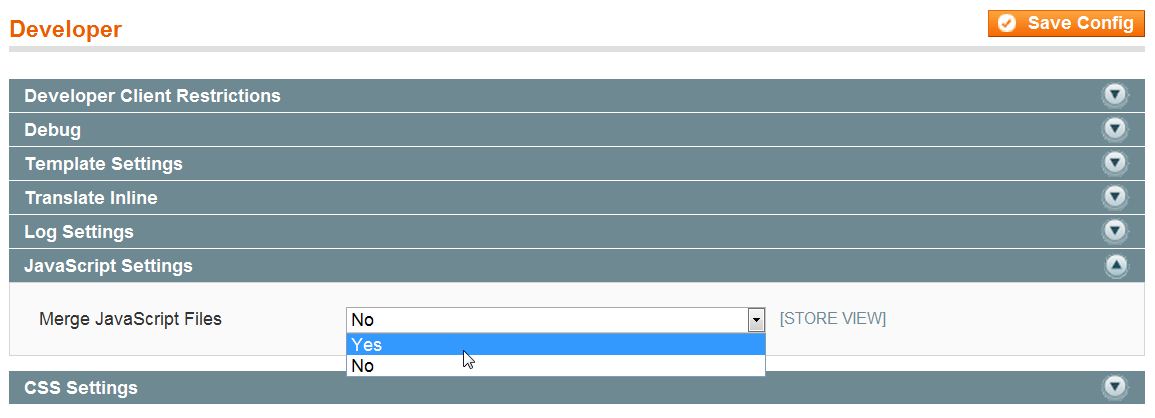 Developer
Save Config
Developer Client Restrictions
Debug
Template Settings
Translate Inline
Log Settings
JavaScript Settings
Merge JavaScript Files No [STORE VIEW]
Yes
No
CSS Settings